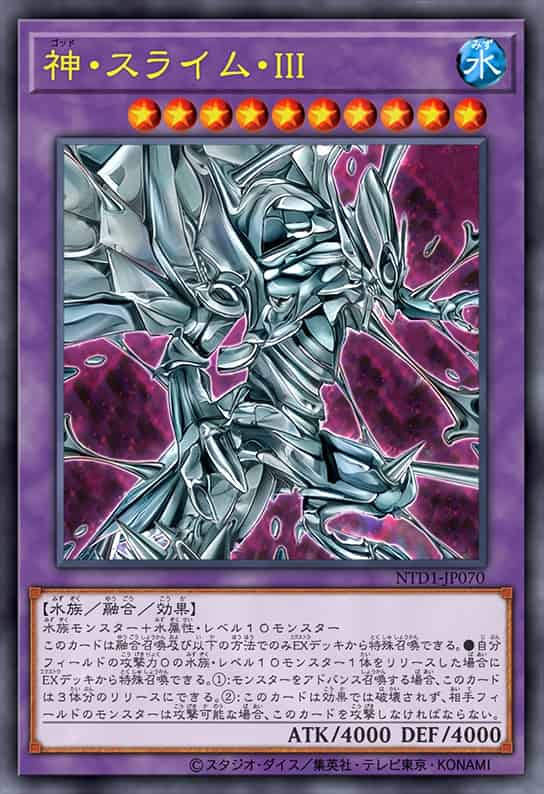 神・スライム・III
水
NTD1-JP070
【水族／融合／効果】
水族モンスター＋水属性・レベル１０モンスター
このカードは融合召喚及び以下の方法でのみEXデッキから特殊召喚できる。●自分
フィールドの攻撃力０の水族・レベル１０モンスター１体をリリースした場合に
EXデッキから特殊召喚できる。①：モンスターをアドバンス召喚する場合、このカード
は３体分のリリースにできる。②：このカードは効果では破壊されず、相手フィ
ールドのモンスターは攻撃可能な場合、このカードを攻撃しなければならない。
ATK/4000 DEF/4000
©スタジオ・ダイス／集英社・テレビ東京・KONAMI